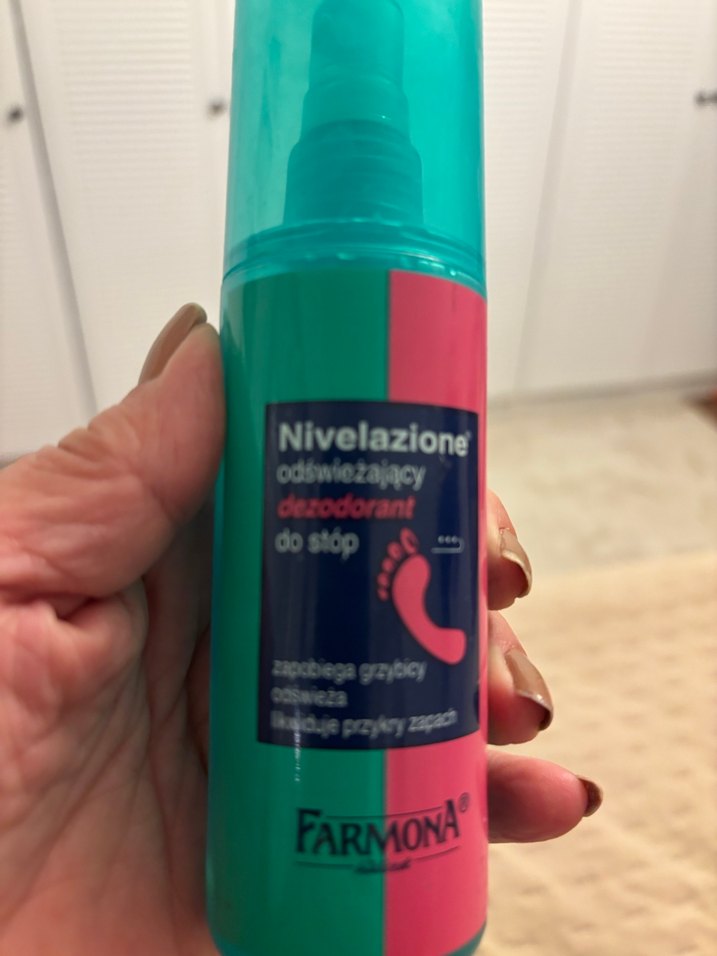 Nivelazione®
odświeżający
dezodorant
do stóp
zapobiega grzybicy
odświeża
likwiduje przykry zapach
FARMONA®